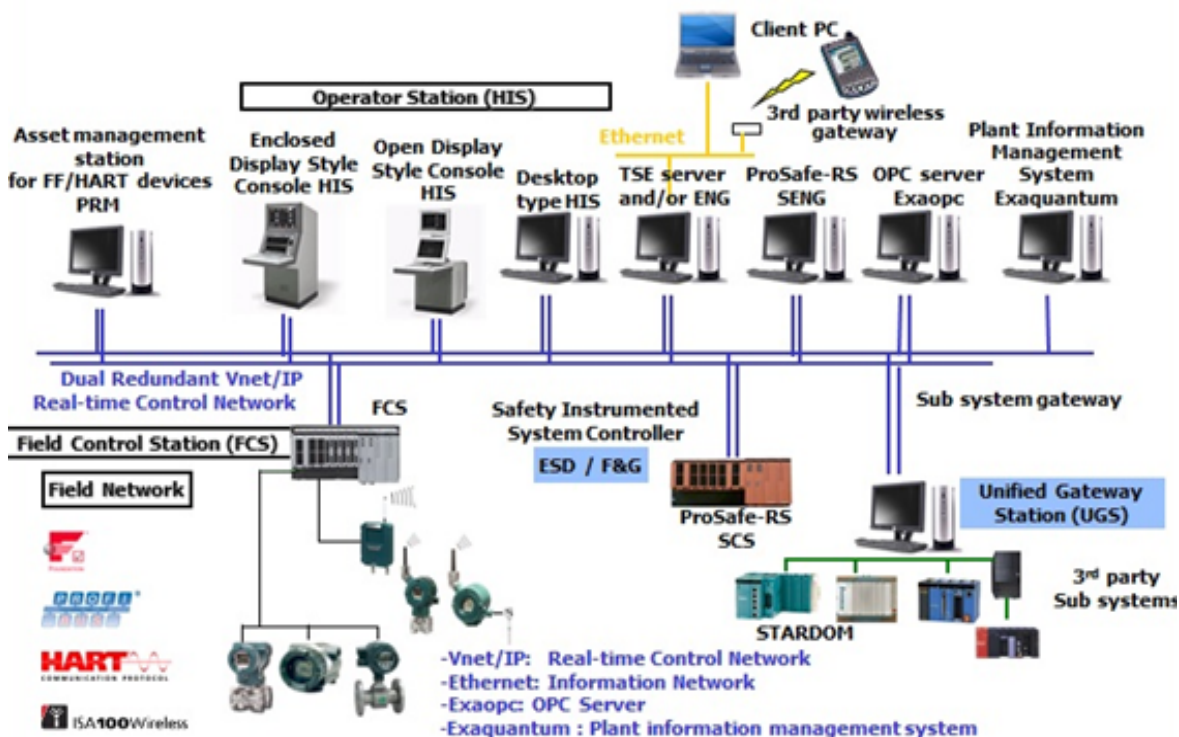 Client PC
Operator Station (HIS)
3rd party wireless
gateway
Ethernet
Asset management
station
for FF/HART devices
PRM
Enclosed
Display Style
Console HIS
Open Display
Style Console
HIS
Desktop
type HIS
TSE server
and/or ENG
ProSafe-RS
SENG
OPC server
Exaopc
Plant Information
Management
System
Exaquantum
Dual Redundant Vnet/IP
Real-time Control Network
FCS
Safety Instrumented
System Controller
ESD / F&G
Sub system gateway
Field Control Station (FCS)
Field Network
ProSafe-RS
SCS
Unified Gateway
Station (UGS)
FOUNDATION
PROFI
BUS
HART
COMMUNICATION PROTOCOL
ISA100Wireless
STARDOM
3rd party
Sub systems
-Vnet/IP: Real-time Control Network
-Ethernet: Information Network
-Exaopc: OPC Server
-Exaquantum : Plant information management system